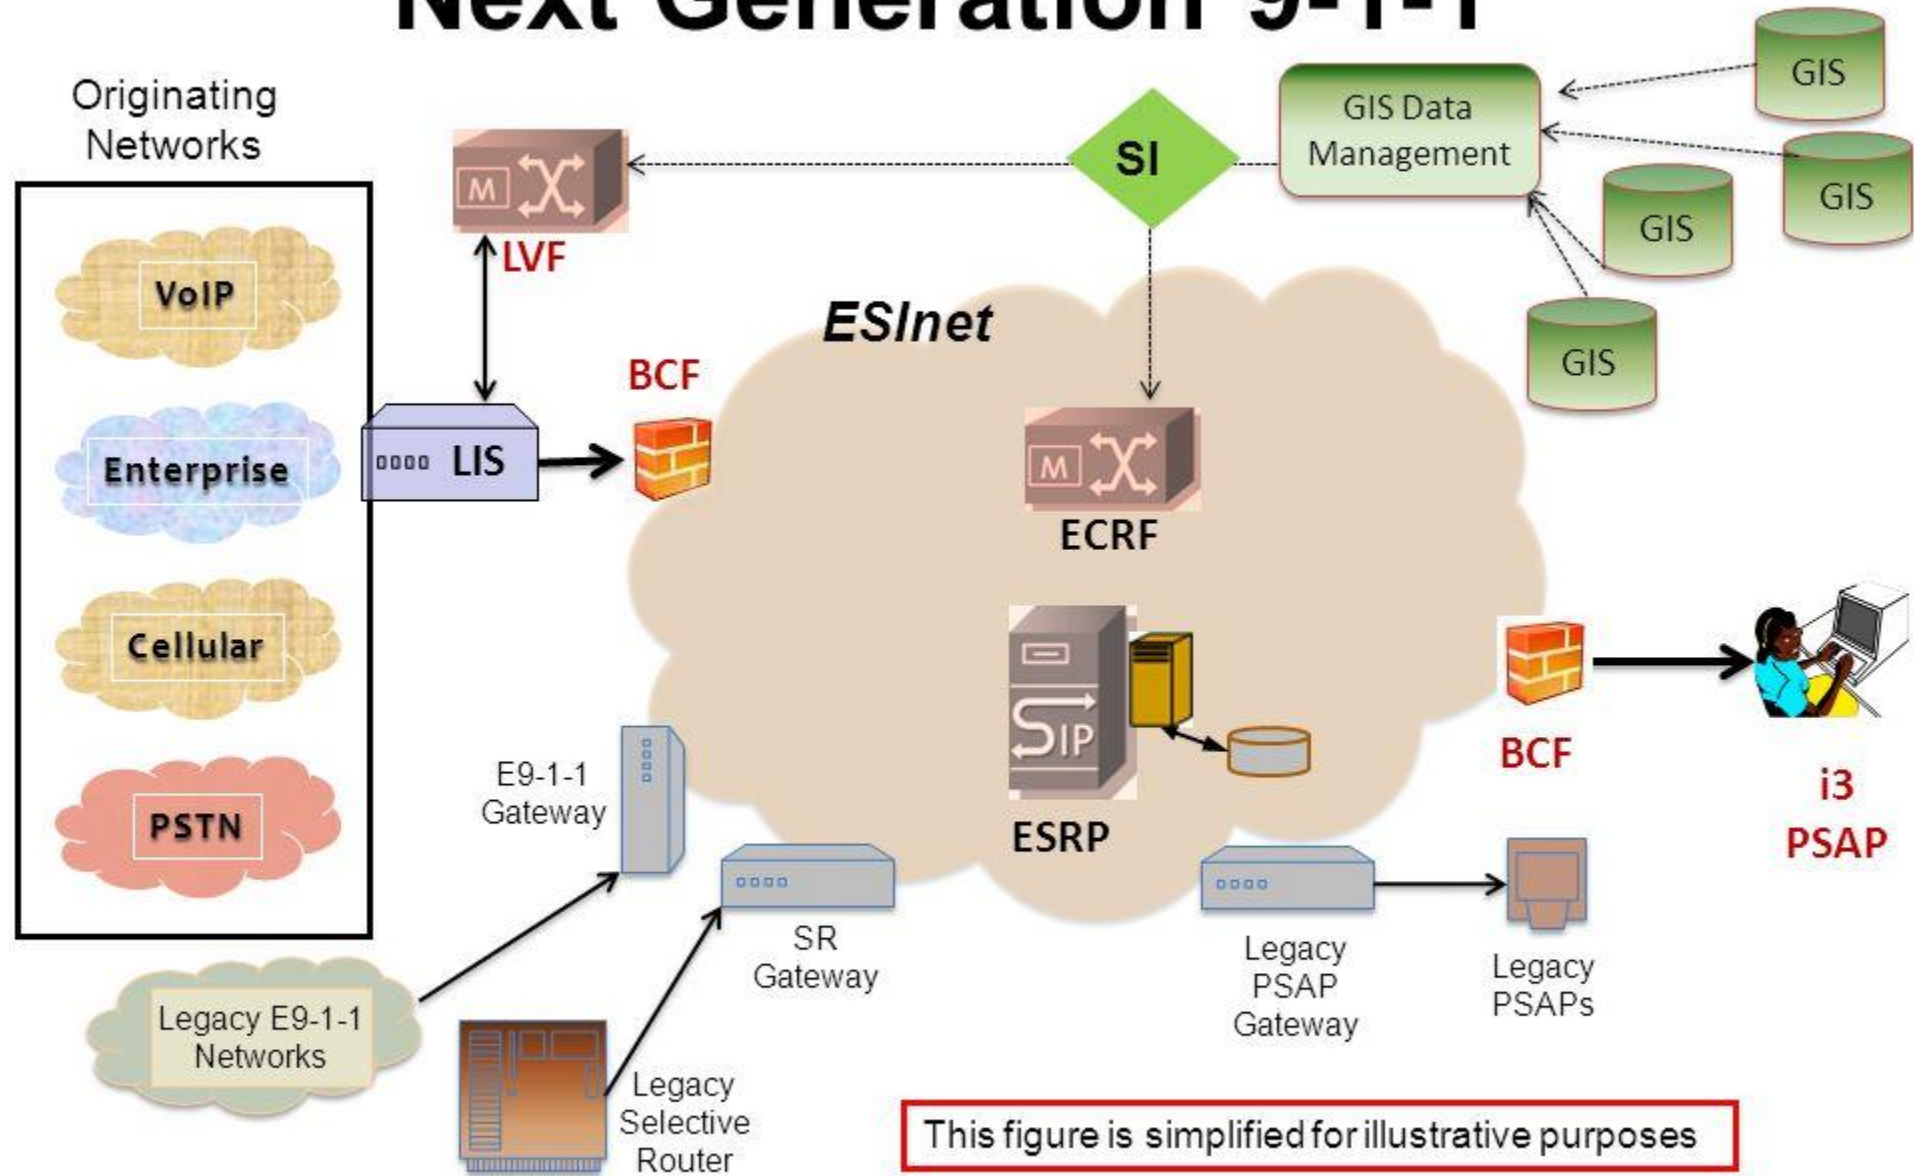 Next Generation 9-1-1
Originating
Networks
VoIP
Enterprise
Cellular
PSTN
M
LVF
LIS
BCF
SI
GIS Data
Management
GIS
GIS
GIS
GIS
ESInet
M
ECRF
SIP
ESRP
BCF
i3
PSAP
E9-1-1
Gateway
SR
Gateway
Legacy
PSAP
Gateway
Legacy
PSAPs
Legacy E9-1-1
Networks
Legacy
Selective
Router
This figure is simplified for illustrative purposes